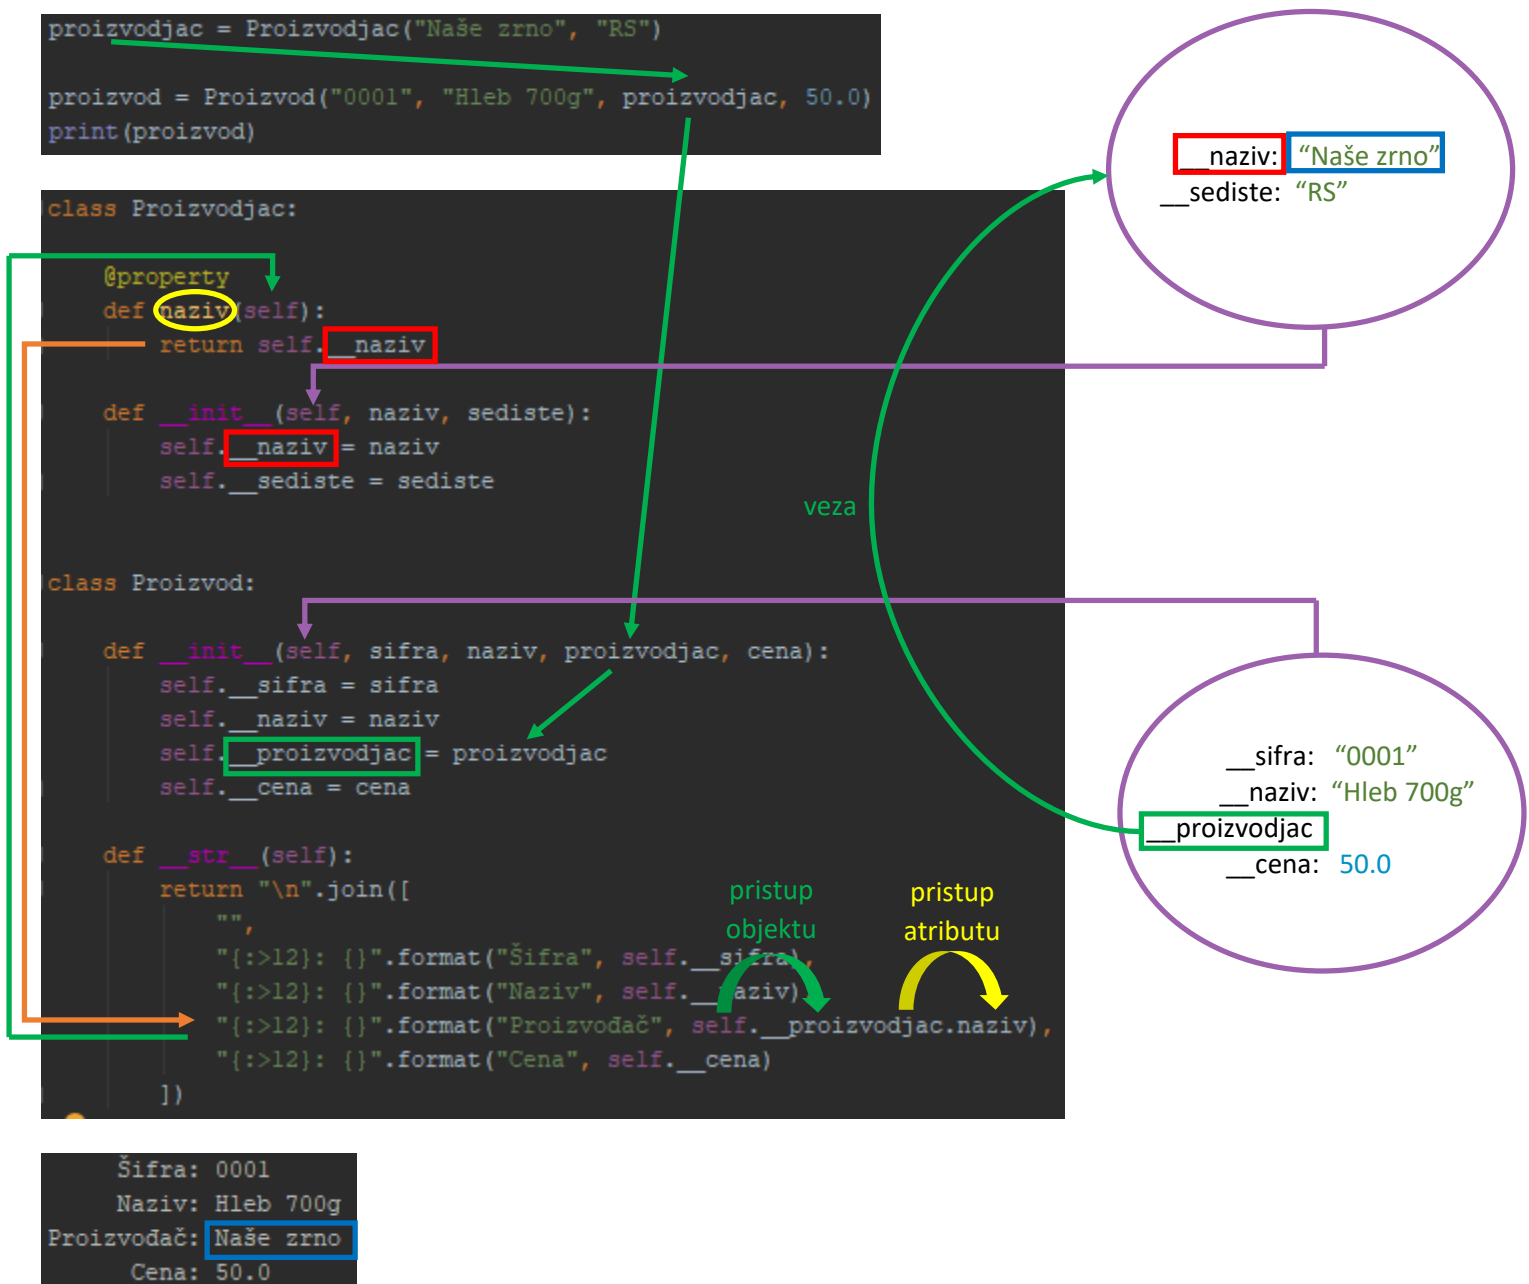 proizvodjac = Proizvodjac("Naše zrno", "RS")
proizvod = Proizvod("0001", "Hleb 700g", proizvodjac, 50.0)
print(proizvod)
__naziv: “Naše zrno”
__sediste: “RS”
class Proizvodjac:
@property
def naziv(self):
return self.__naziv
def __init__(self, naziv, sediste):
self.__naziv = naziv
self.__sediste = sediste
veza
class Proizvod:
def __init__(self, sifra, naziv, proizvodjac, cena):
self.__sifra = sifra
self.__naziv = naziv
self.__proizvodjac = proizvodjac
self.__cena = cena
__sifra: “0001”
__naziv: “Hleb 700g”
__proizvodjac
__cena: 50.0
def __str__(self):
return "\n".join([
"",
"{:>12}: {}".format("Šifra", self.__sifra),
"{:>12}: {}".format("Naziv", self.__naziv),
"{:>12}: {}".format("Proizvođač", self.__proizvodjac.naziv),
"{:>12}: {}".format("Cena", self.__cena)
])
pristup
objektu
pristup
atributu
Šifra: 0001
Naziv: Hleb 700g
Proizvođač: Naše zrno
Cena: 50.0